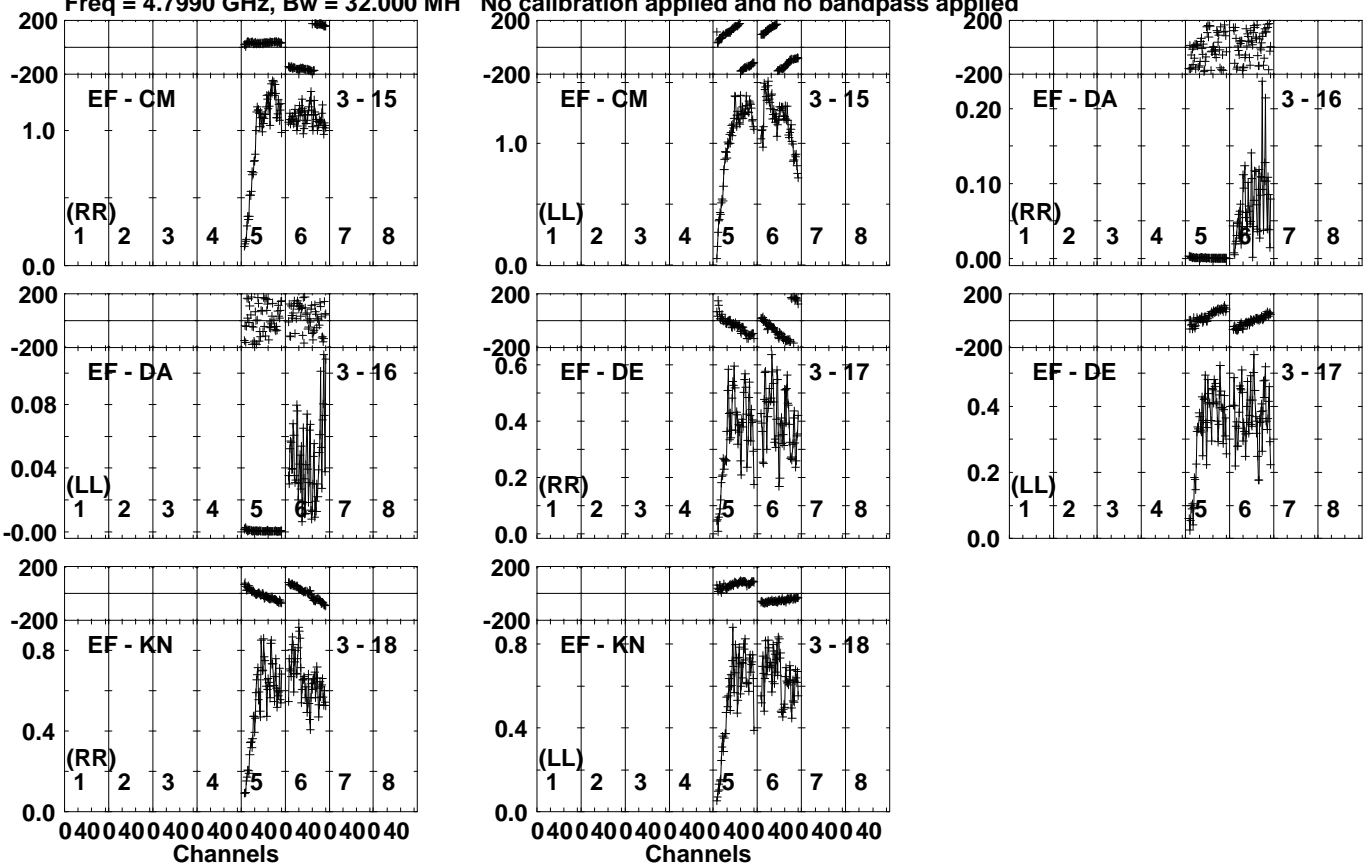 Freq = 4.7990 GHz, Bw = 32.000 MH No calibration applied and no bandpass applied
200 200 200
-200 -200 -200
EF - CM 3 - 15 EF - CM 3 - 15 EF - DA 3 - 16
0.20
1.0 1.0
0.10
(RR) (LL) (RR)
1 2 3 4 5 6 7 8 1 2 3 4 5 6 7 8 1 2 3 4 5 6 7 8
0.0 0.0 0.00
200 200 200
-200 -200 -200
EF - DA 3 - 16 EF - DE 3 - 17 EF - DE 3 - 17
0.6
0.08 0.4 0.4
0.04 0.2 0.2
(LL) (RR) (LL)
1 2 3 4 5 6 7 8 1 2 3 4 5 6 7 8 1 2 3 4 5 6 7 8
-0.00 0.0 0.0
200 200
-200 -200
EF - KN 3 - 18 EF - KN 3 - 18
0.8 0.8
0.4 0.4
(RR) (LL)
1 2 3 4 5 6 7 8 1 2 3 4 5 6 7 8
0.0 0.0
0 40 0 40 0 40 0 40 0 40 0 40 0 40 0 40 0 40 0 40 0 40 0 40 0 40 0 40 0 40 0 40
Channels Channels